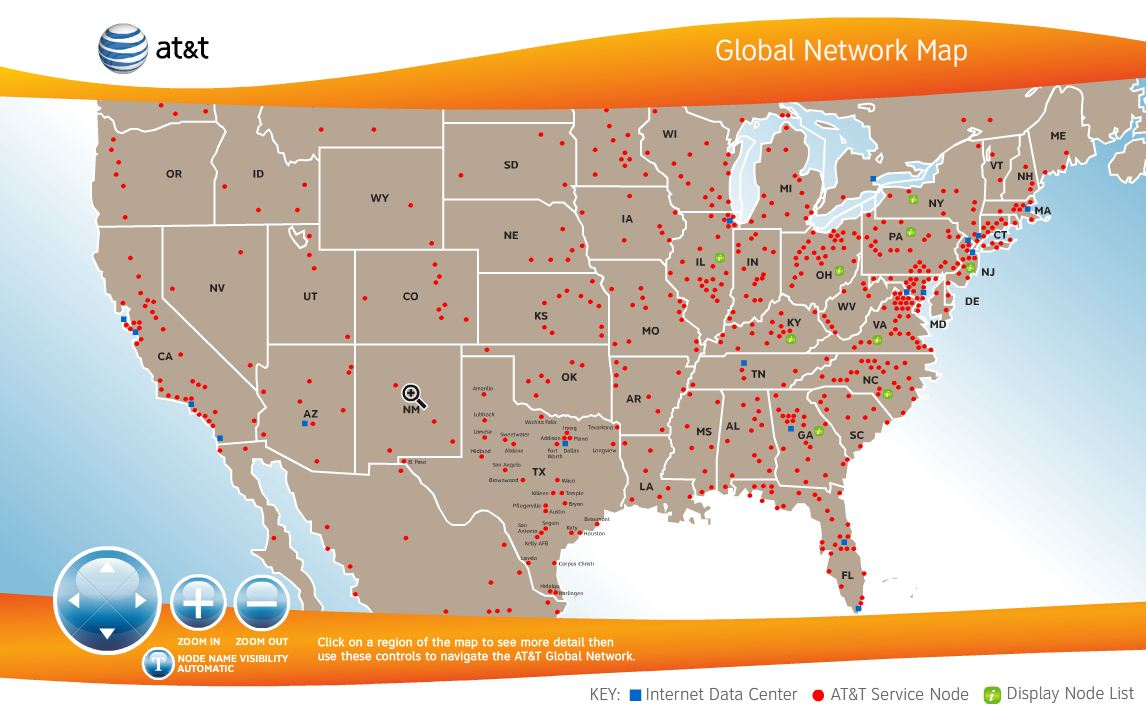 at&t
Global Network Map
WI
ME
OR
ID
SD
VT
NH
WY
MI
NY
MA
IA
NE
PA
CT
IL
IN
OH
NJ
NV
UT
CO
DE
WV
KS
KY
VA
MD
MO
CA
OK
TN
NC
Amarillo
AR
AZ
NM
Lubbock
Wichita Falls
MS
AL
GA
SC
Lamesa
Sweetwater
Abilene
Irving
Addison
Plano
Texarkana
Midland
Fort
Worth
Dallas
Longview
El Paso
San Angelo
TX
Brownwood
Waco
LA
Killeen
Temple
Pflugerville
Bryan
Austin
Seguin
Beaumont
San
Antonio
Katy
Houston
Kelly AFB
Laredo
Corpus Christi
FL
Hidalgo
Harlingen
ZOOM IN
ZOOM OUT
T
NODE NAME VISIBILITY
AUTOMATIC
Click on a region of the map to see more detail then
use these controls to navigate the AT&T Global Network.
KEY: Internet Data Center AT&T Service Node i Display Node List